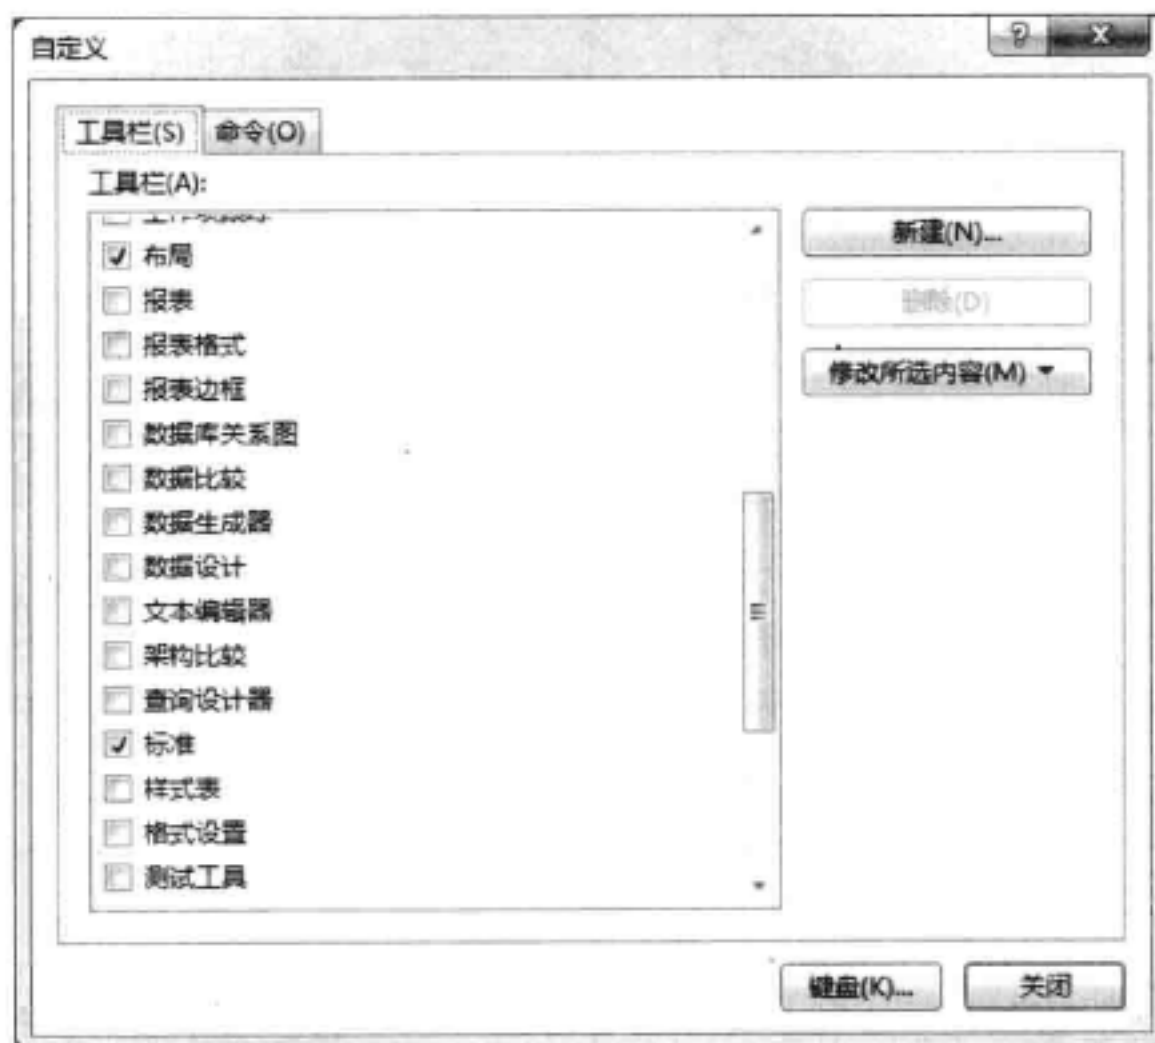 自定义
工具栏(S) 命令(O)
工具栏(A):
布局
报表
报表格式
报表边框
数据库关系图
数据比较
数据生成器
数据设计
文本编辑器
架构比较
查询设计器
标准
样式表
格式设置
测试工具
新建(N)...
删除(D)
修改所选内容(M)
键盘(K)...
关闭